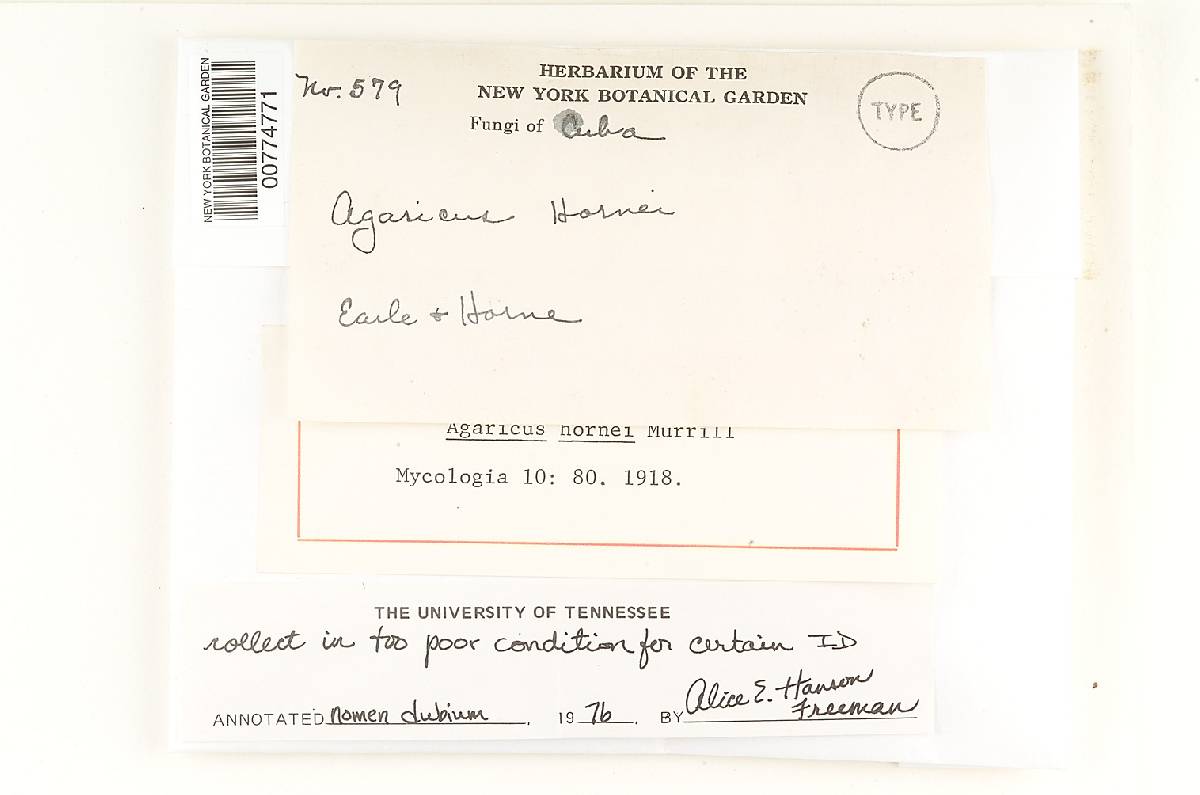 NEW YORK BOTANICAL GARDEN
00774771
No. 579
HERBARIUM OF THE
NEW YORK BOTANICAL GARDEN
Fungi of Cuba
TYPE
Agaricus Hornei
Earle + Horne
Agaricus hornei Murrill
Mycologia 10: 80. 1918.
THE UNIVERSITY OF TENNESSEE
collect in too poor condition for certain ID
ANNOTATED nomen dubium, 1976. BY Alice E. Hanson
Freeman